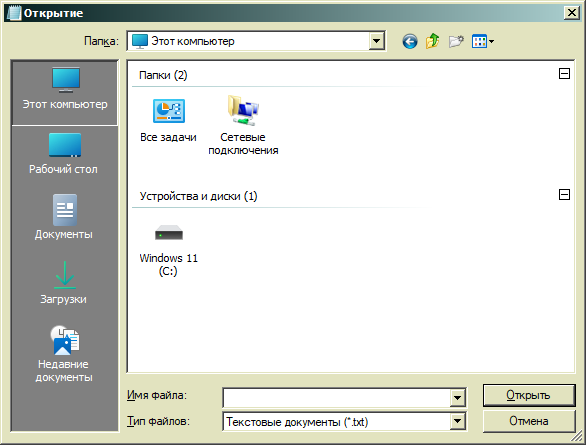 Открытие
Папка:
Этот компьютер
Этот компьютер
Рабочий стол
Документы
Загрузки
Недавние
документы
Папки (2)
Все задачи
Сетевые
подключения
Устройства и диски (1)
Windows 11
(C:)
Имя файла:
Открыть
Тип файлов:
Текстовые документы (*.txt)
Отмена